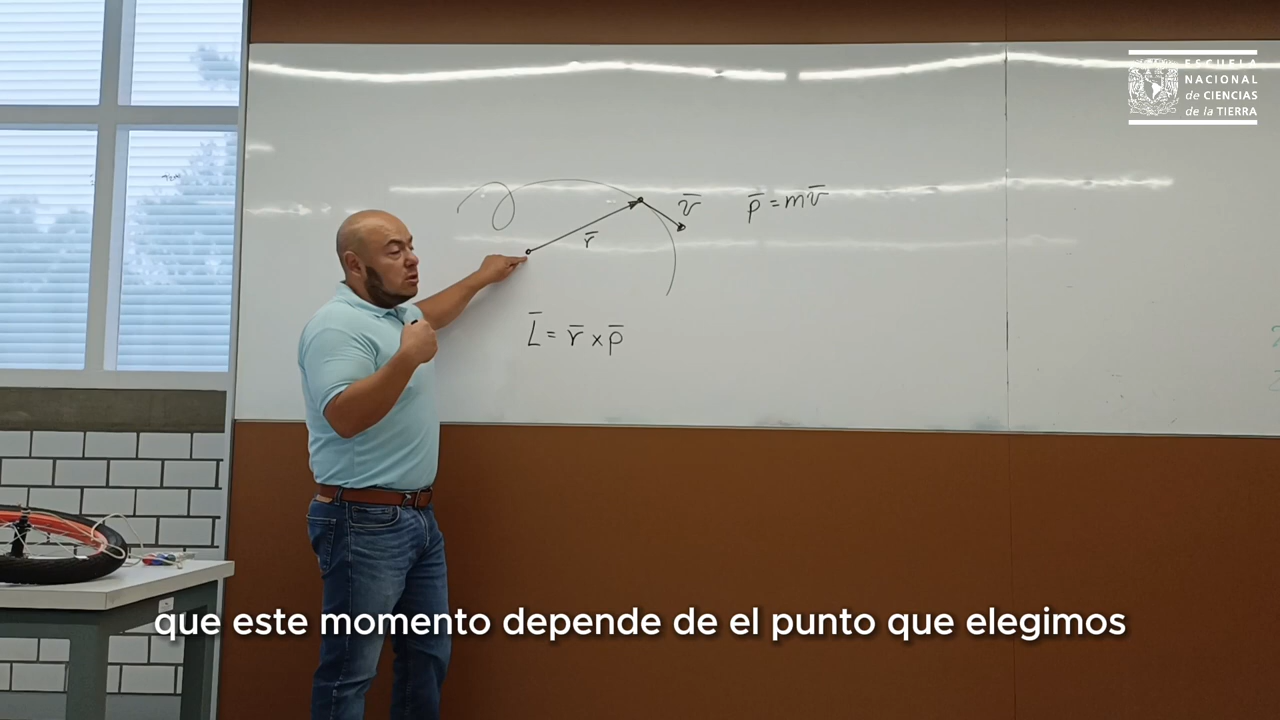 ESCUELA
NACIONAL
de CIENCIAS
de la TIERRA
v̄
p̄ = mv̄
r̄
L̄ = r̄ x p̄
que este momento depende de el punto que elegimos